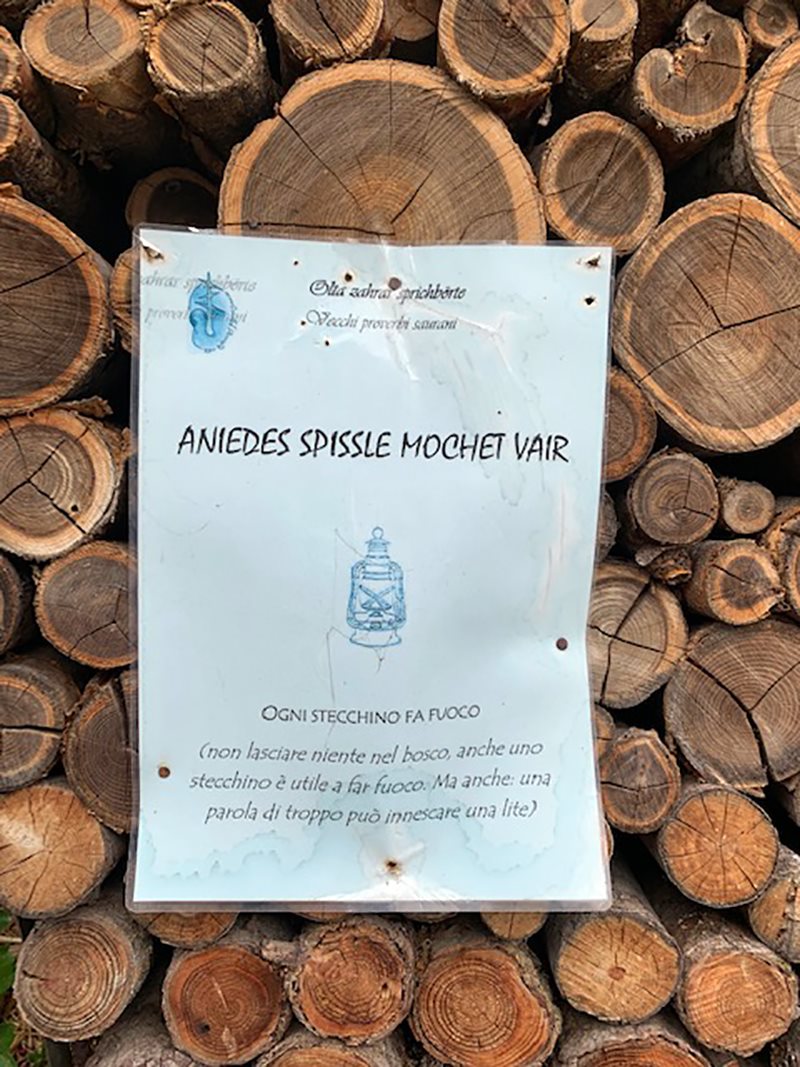 Olta zahrar sprichbörte
Vecchi proverbi saurani
ANIEDES SPISSLE MOCHET VAIR
OGNI STECCHINO FA FUOCO
(non lasciare niente nel bosco, anche uno
stecchino è utile a far fuoco. Ma anche: una
parola di troppo può innescare una lite)